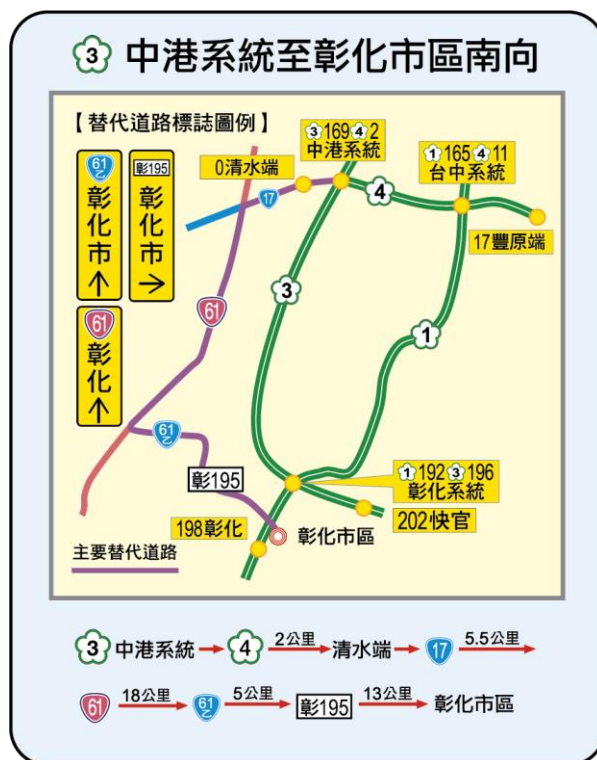 3 中港系統至彰化市區南向
【替代道路標誌圖例】
61乙 彰化市↑
彰195 彰化市→
61 彰化↑
3 169 4 2
中港系統
1 165 4 11
台中系統
0清水端
17
4
17豐原端
3
61
1
61乙
彰195
1 192 3 196
彰化系統
202快官
198彰化
彰化市區
主要替代道路
3 中港系統 → 4 2公里→ 清水端 → 17 5.5公里→
61 18公里→ 61乙 5公里→ 彰195 13公里→ 彰化市區